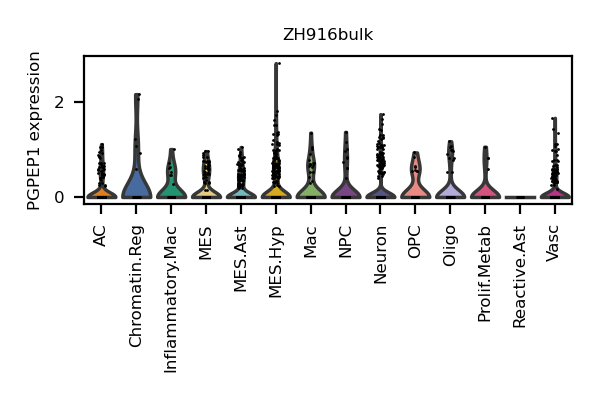 ZH916bulk
PGPEP1 expression
2
0
AC
Chromatin.Reg
Inflammatory.Mac
MES
MES.Ast
MES.Hyp
Mac
NPC
Neuron
OPC
Oligo
Prolif.Metab
Reactive.Ast
Vasc